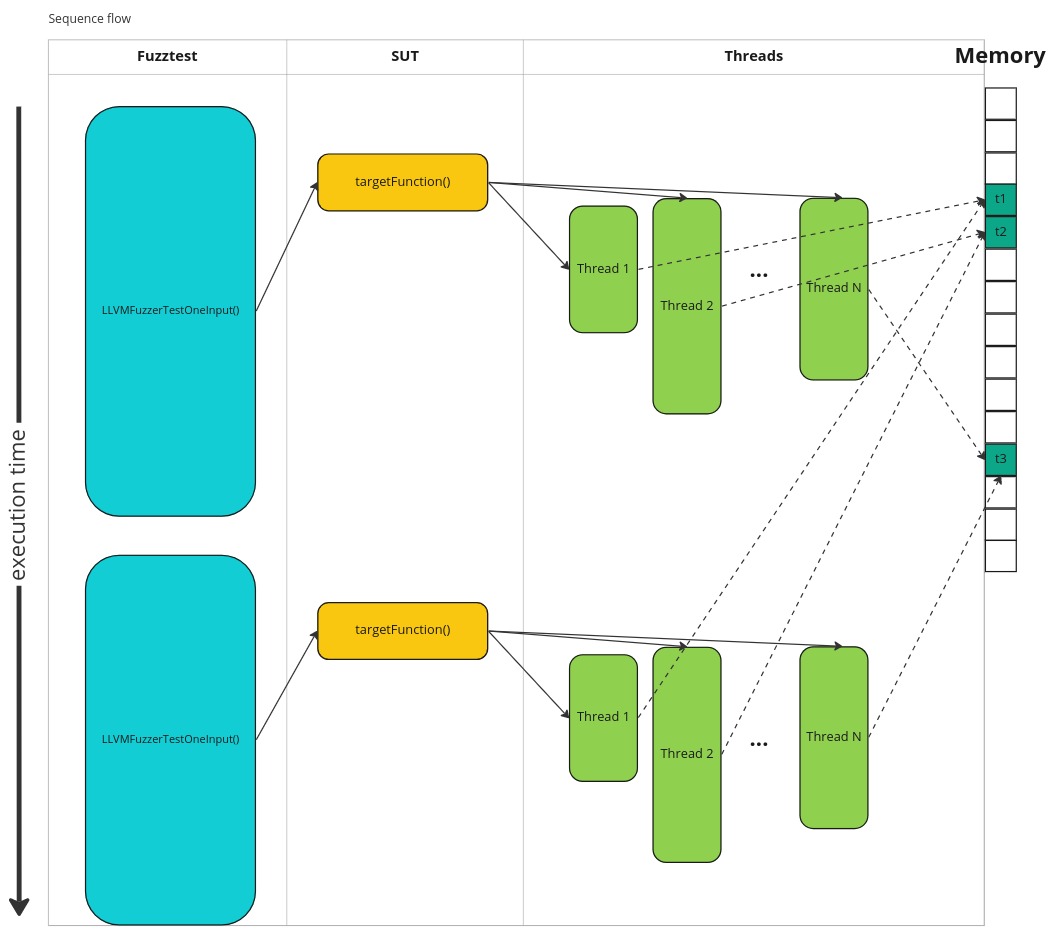 Sequence flow
Fuzztest
SUT
Threads
Memory
execution time
LLVMFuzzerTestOneInput()
targetFunction()
Thread 1
Thread 2
...
Thread N
t1
t2
t3
LLVMFuzzerTestOneInput()
targetFunction()
Thread 1
Thread 2
...
Thread N